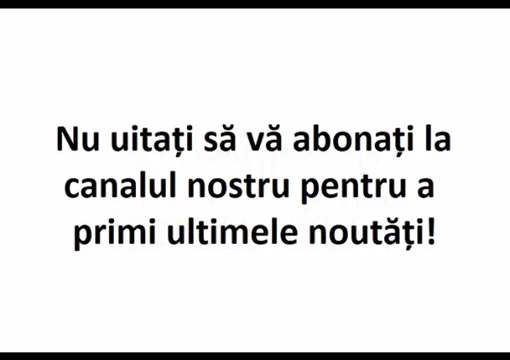 Nu uitați să vă abonați la
canalul nostru pentru a
primi ultimele noutăți!